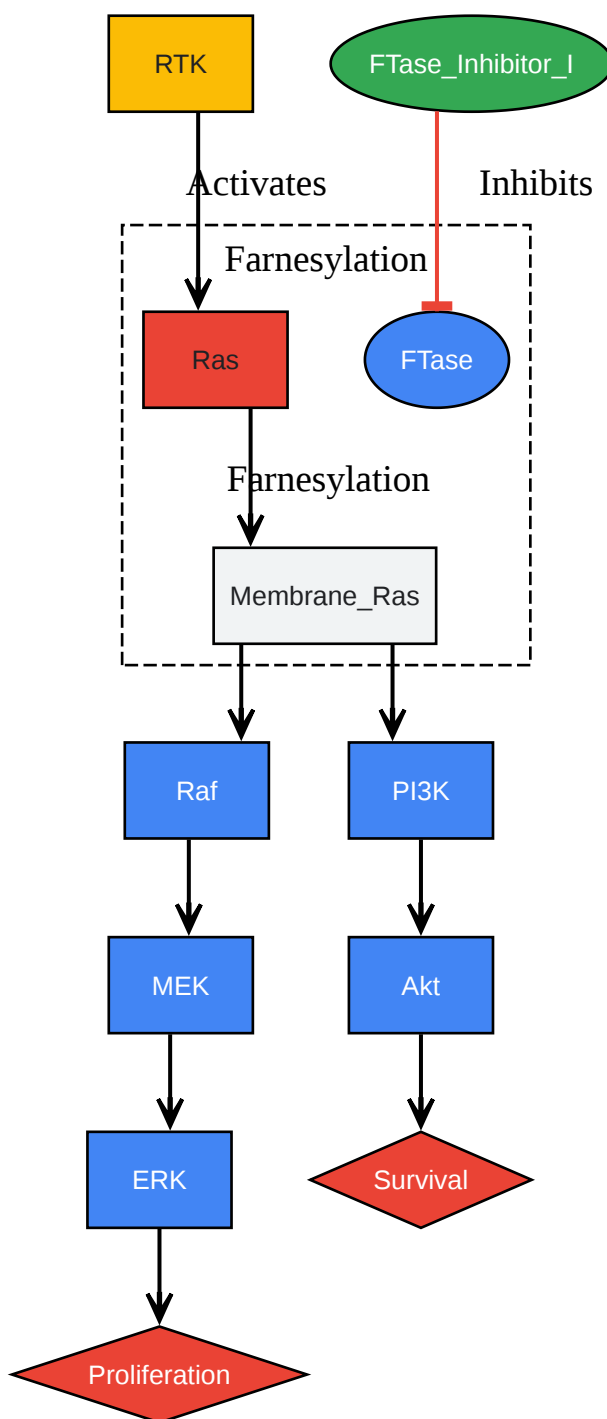 RTK
FTase_Inhibitor_I
Activates
Inhibits
Farnesylation
Ras
FTase
Farnesylation
Membrane_Ras
Raf
PI3K
MEK
Akt
ERK
Survival
Proliferation